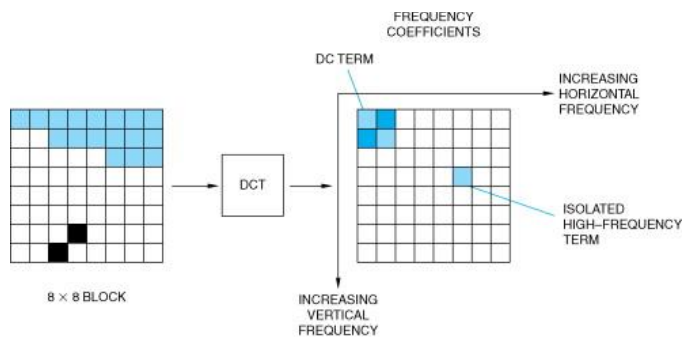 FREQUENCY
COEFFICIENTS
DC TERM
INCREASING
HORIZONTAL
FREQUENCY
DCT
ISOLATED
HIGH–FREQUENCY
TERM
8 × 8 BLOCK
INCREASING
VERTICAL
FREQUENCY